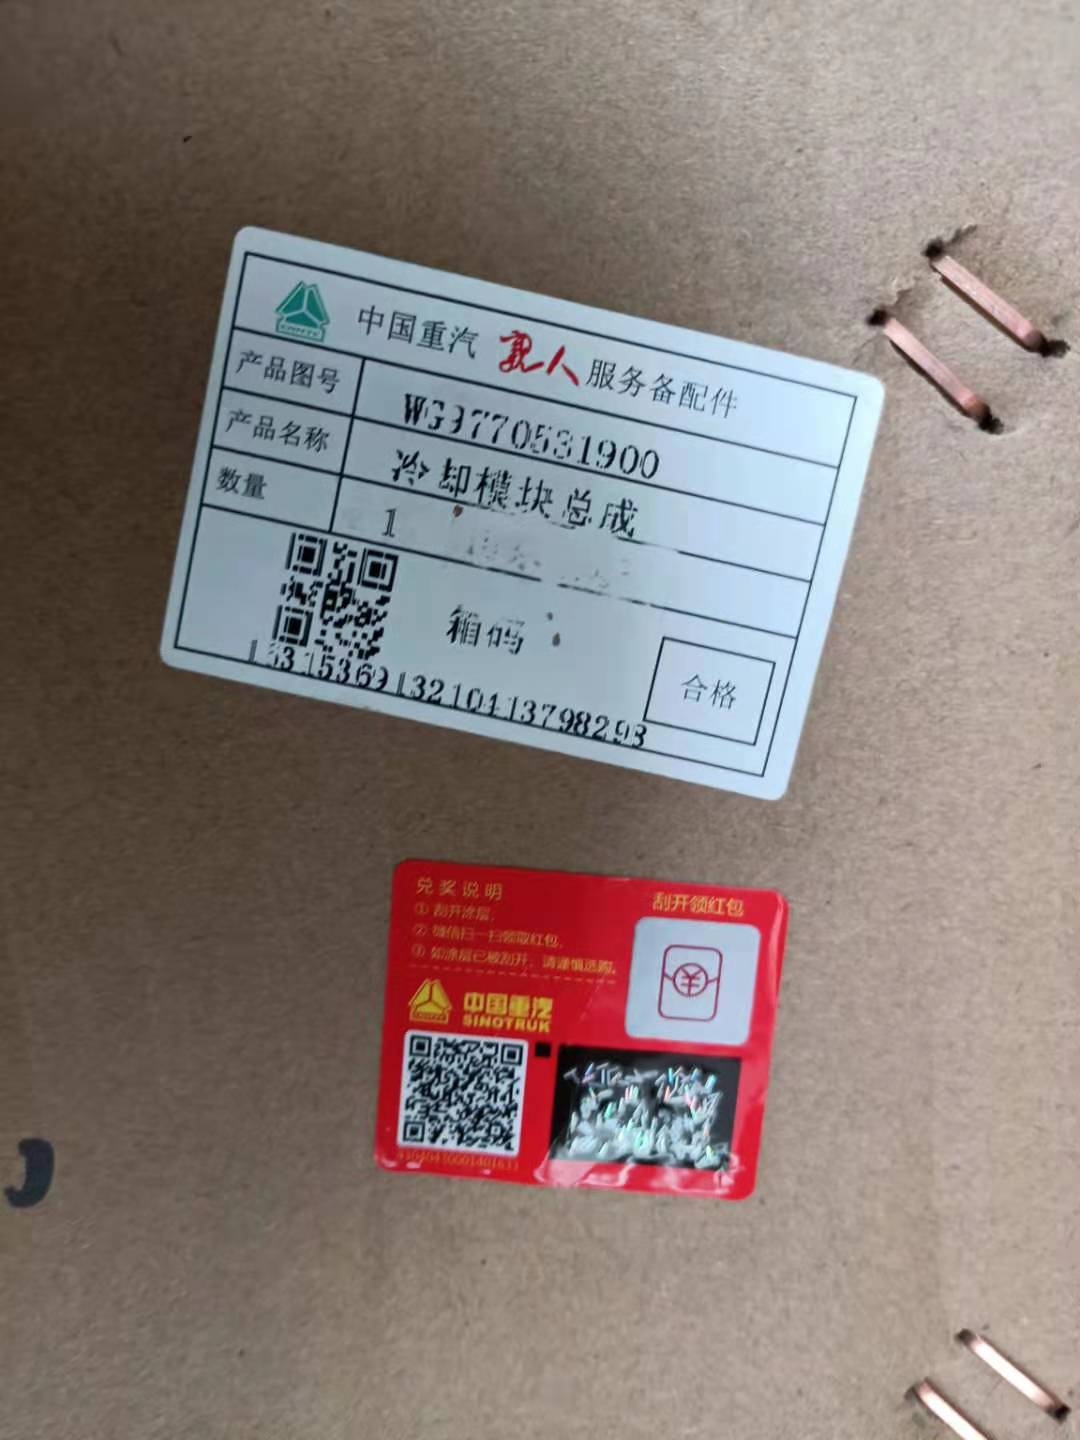 中国重汽 亲人 服务备配件
产品图号 WG9770531900
产品名称 冷却模块总成
数量 1
箱码
合格
兑奖说明
① 刮开涂层，
② 微信扫一扫领取红包，
③ 如涂层已被刮开，请谨慎选购。
刮开领红包
中国重汽
SINOTRUK